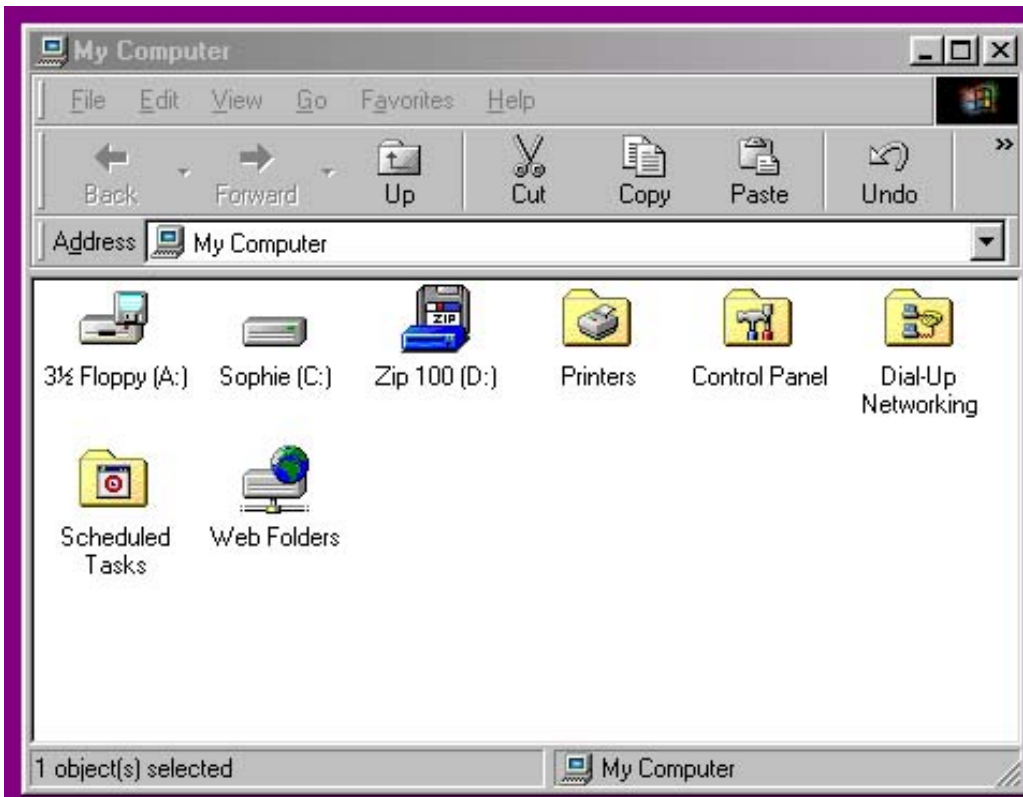 My Computer
File Edit View Go Favorites Help
Back Forward Up Cut Copy Paste Undo »
Address My Computer
ZIP
3½ Floppy (A:) Sophie (C:) Zip 100 (D:) Printers Control Panel Dial-Up
Networking
Scheduled Web Folders
Tasks
1 object(s) selected My Computer